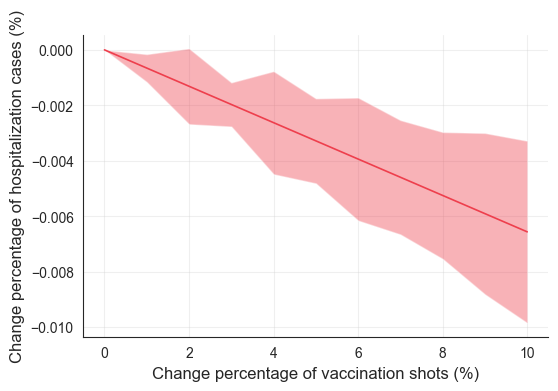 Change percentage of hospitalization cases (%)
0.000
−0.002
−0.004
−0.006
−0.008
−0.010
0 2 4 6 8 10
Change percentage of vaccination shots (%)